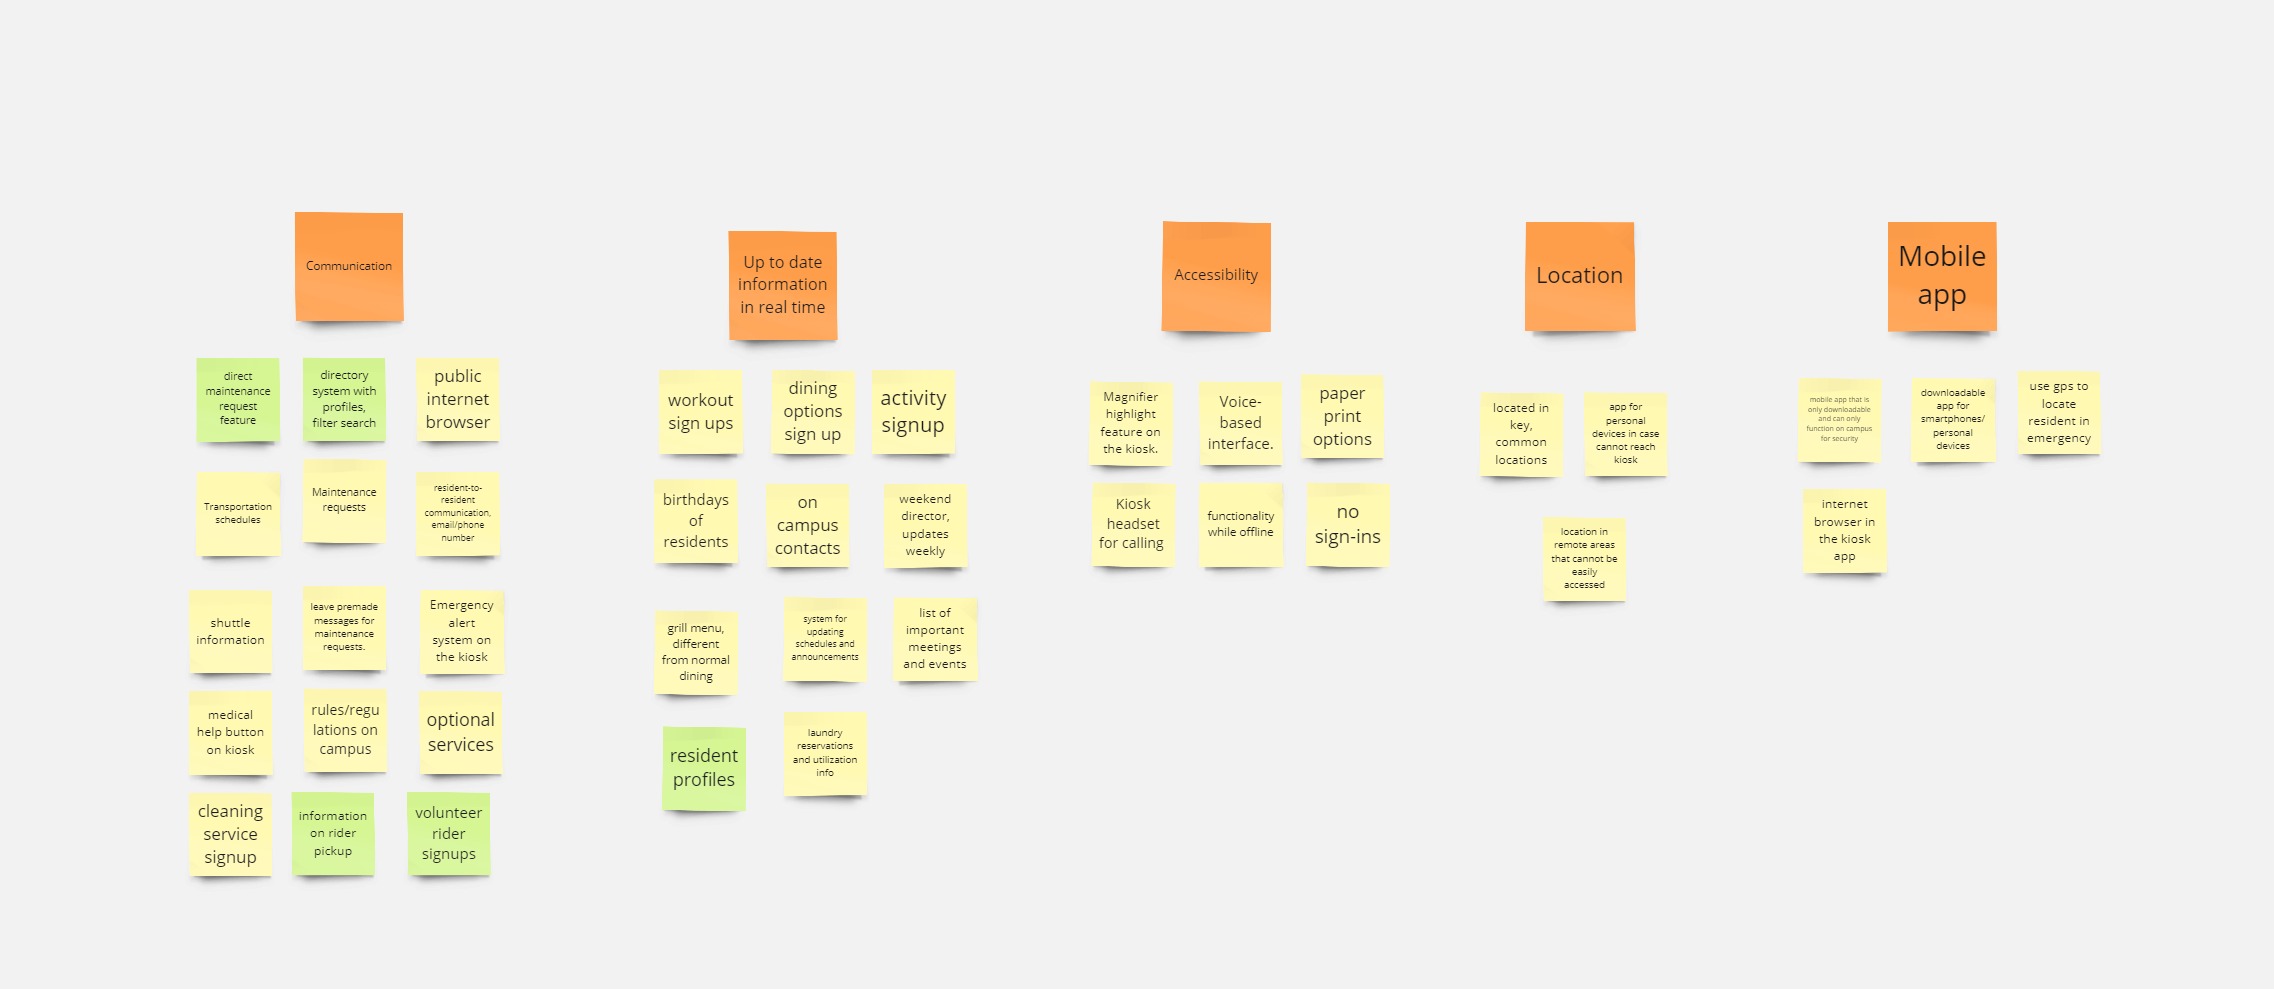 Communication
Up to date
information
in real time
Accessibility
Location
Mobile
app
direct
maintenance
request
feature
directory
system with
profiles,
filter search
public
internet
browser
Transportation
schedules
Maintenance
requests
resident-to-
resident
communication,
email/phone
number
shuttle
information
leave premade
messages for
maintenance
requests.
Emergency
alert
system on
the kiosk
medical
help button
on kiosk
rules/regu
lations on
campus
optional
services
cleaning
service
signup
information
on rider
pickup
volunteer
rider
signups
workout
sign ups
dining
options
sign up
activity
signup
birthdays
of
residents
on
campus
contacts
weekend
director,
updates
weekly
grill menu,
different
from normal
dining
system for
updating
schedules and
announcements
list of
important
meetings
and events
resident
profiles
laundry
reservations
and utilization
info
Magnifier
highlight
feature on
the kiosk.
Voice-
based
interface.
paper
print
options
Kiosk
headset
for calling
functionality
while offline
no
sign-ins
located in
key,
common
locations
app for
personal
devices in case
cannot reach
kiosk
location in
remote areas
that cannot be
easily
accessed
mobile app that is
only downloadable
and can only
function on campus
for security
downloadable
app for
smartphones/
personal
devices
use gps to
locate
resident in
emergency
internet
browser in
the kiosk
app